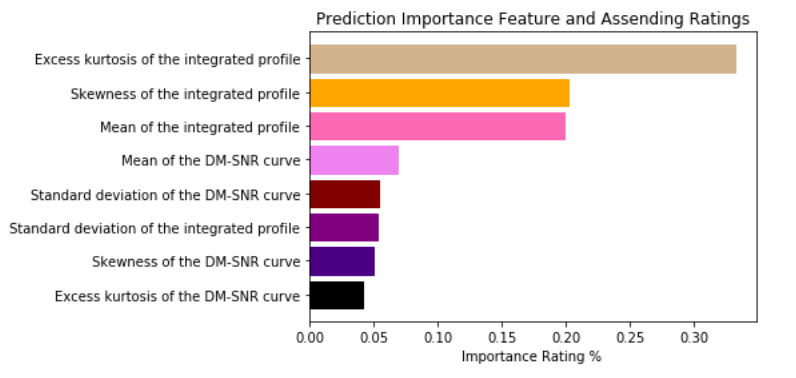 Prediction Importance Feature and Assending Ratings
Excess kurtosis of the integrated profile
Skewness of the integrated profile
Mean of the integrated profile
Mean of the DM-SNR curve
Standard deviation of the DM-SNR curve
Standard deviation of the integrated profile
Skewness of the DM-SNR curve
Excess kurtosis of the DM-SNR curve
0.00 0.05 0.10 0.15 0.20 0.25 0.30
Importance Rating %